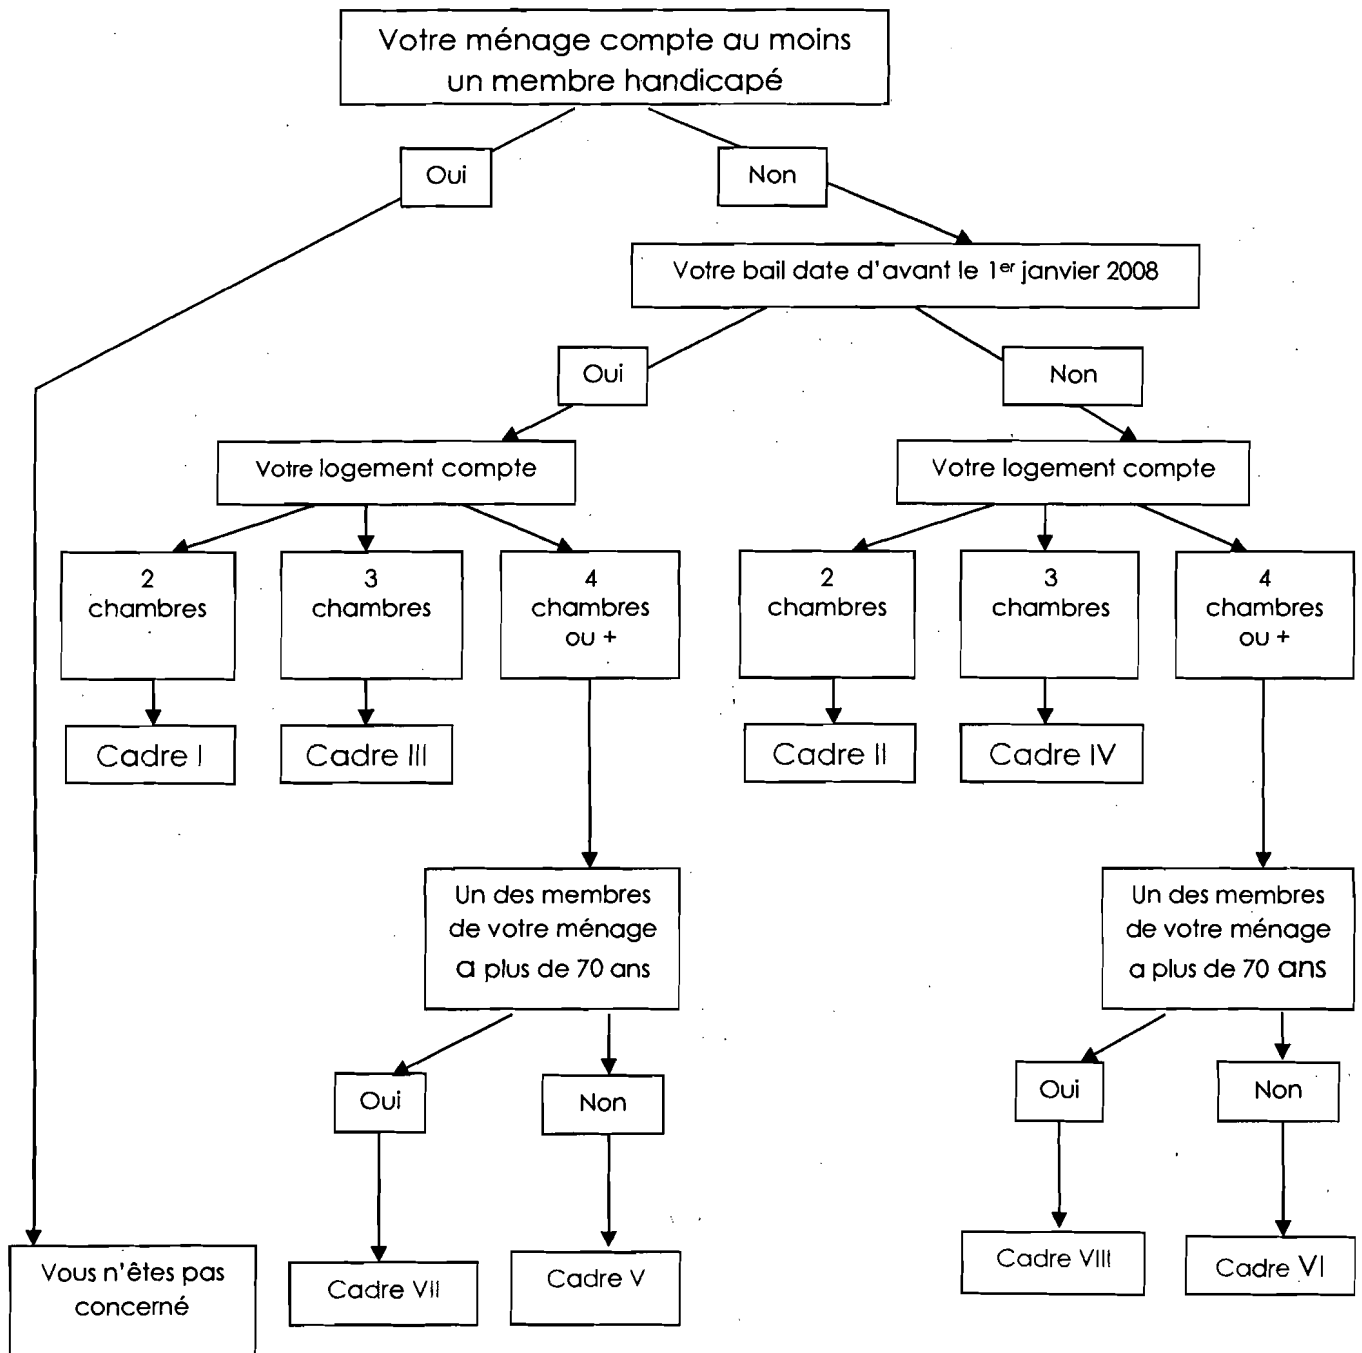 Votre ménage compte au moins
un membre handicapé
Oui
Non
Votre bail date d'avant le 1er janvier 2008
Oui
Non
Votre logement compte
Votre logement compte
2
chambres
3
chambres
4
chambres
ou +
2
chambres
3
chambres
4
chambres
ou +
Cadre I
Cadre III
Cadre II
Cadre IV
Un des membres
de votre ménage
a plus de 70 ans
Un des membres
de votre ménage
a plus de 70 ans
Oui
Non
Oui
Non
Vous n'êtes pas
concerné
Cadre VII
Cadre V
Cadre VIII
Cadre VI